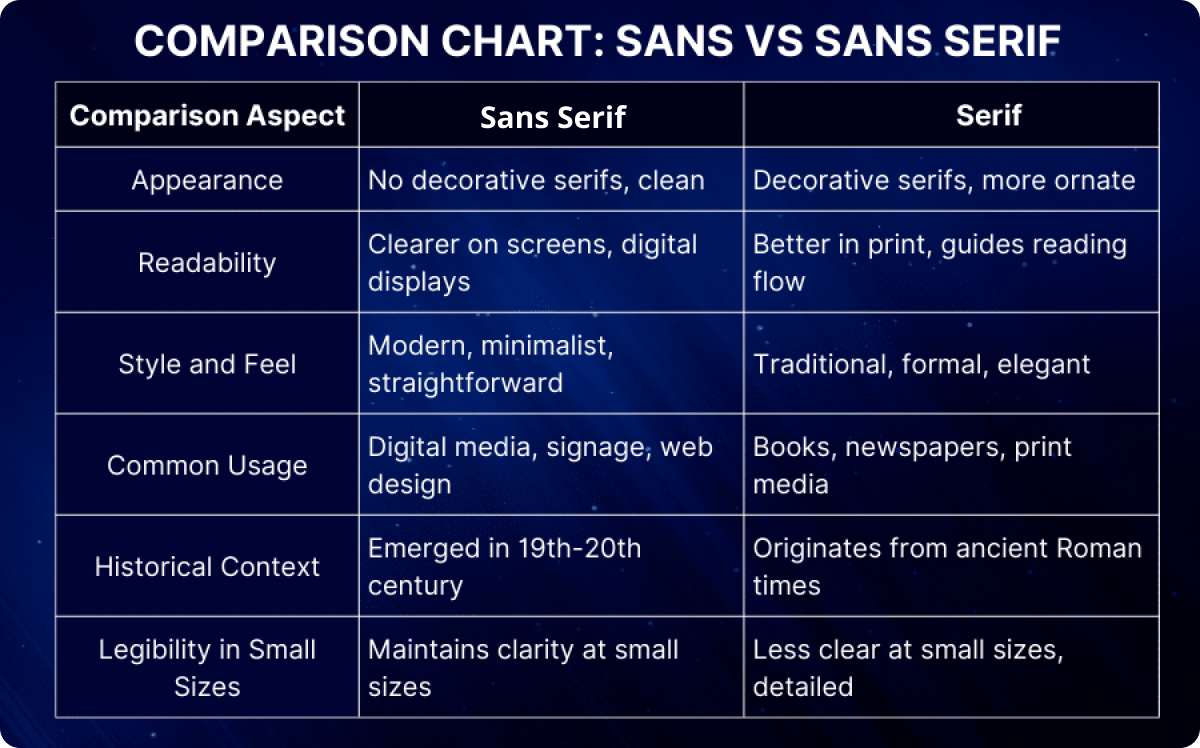 COMPARISON CHART: SANS VS SANS SERIF
Comparison Aspect
Sans Serif
Serif
Appearance
No decorative serifs, clean
Decorative serifs, more ornate
Readability
Clearer on screens, digital
displays
Better in print, guides reading
flow
Style and Feel
Modern, minimalist,
straightforward
Traditional, formal, elegant
Common Usage
Digital media, signage, web
design
Books, newspapers, print
media
Historical Context
Emerged in 19th-20th
century
Originates from ancient Roman
times
Legibility in Small
Sizes
Maintains clarity at small
sizes
Less clear at small sizes,
detailed